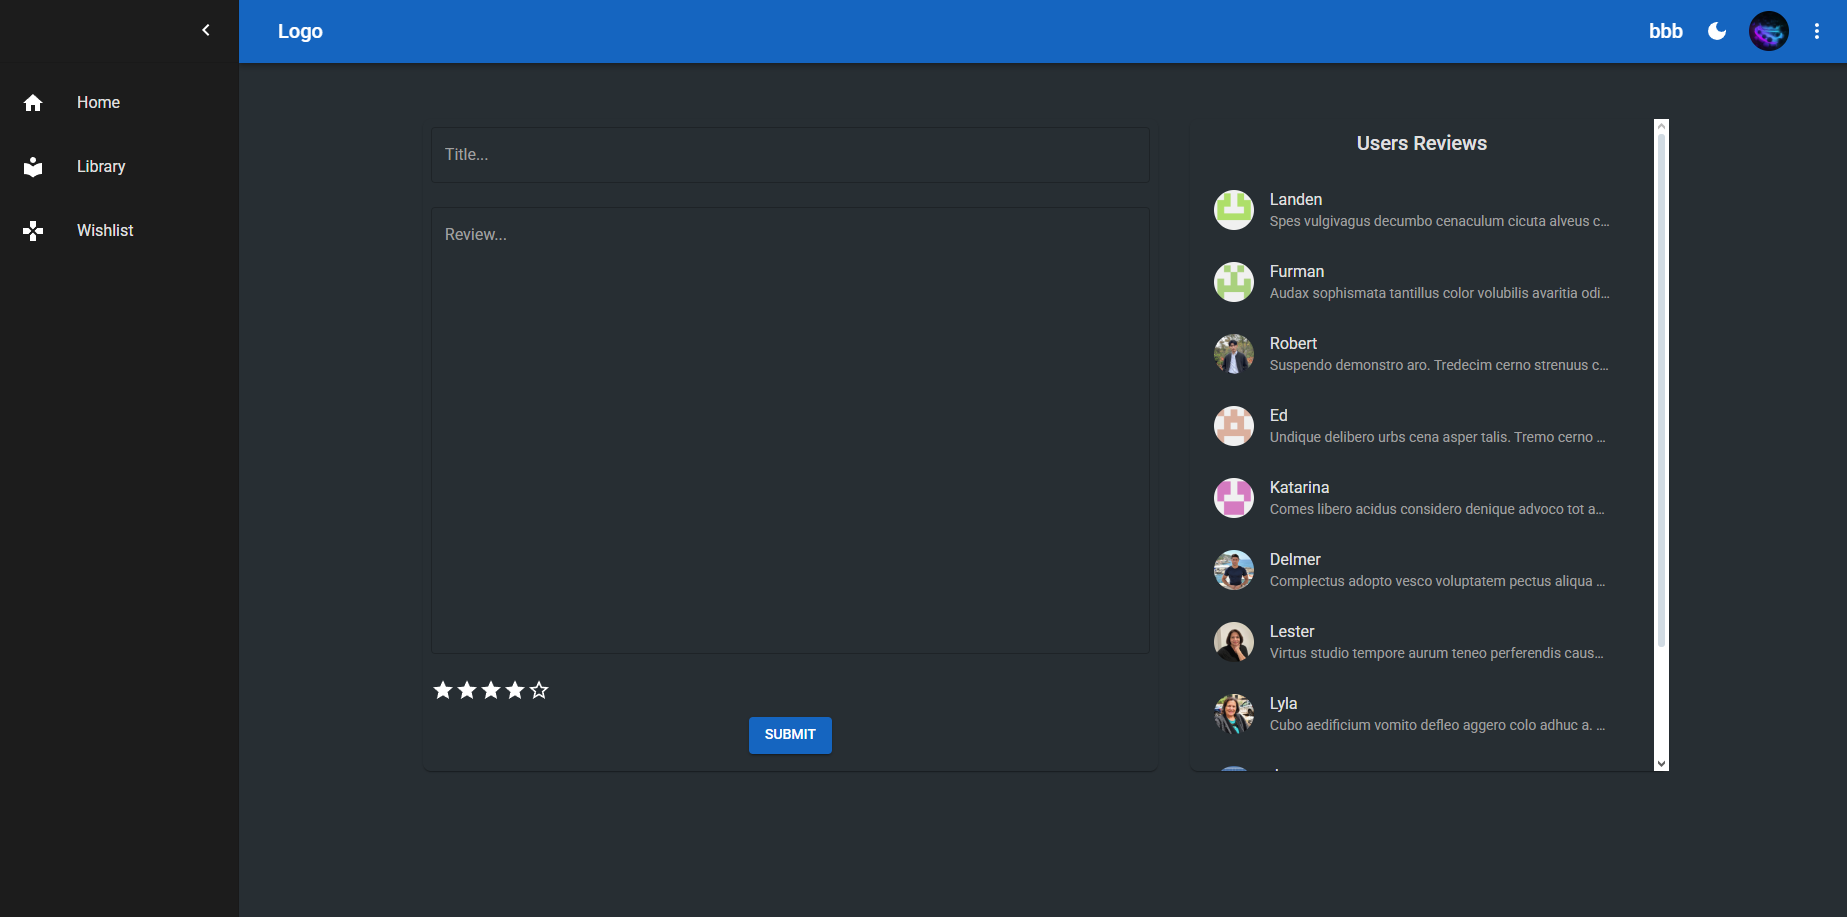 Logo
bbb
Home
Library
Wishlist
Title...
Review...
SUBMIT
Users Reviews
Landen
Spes vulgivagus decumbo cenaculum cicuta alveus c...
Furman
Audax sophismata tantillus color volubilis avaritia odi...
Robert
Suspendo demonstro aro. Tredecim cerno strenuus c...
Ed
Undique delibero urbs cena asper talis. Tremo cerno ...
Katarina
Comes libero acidus considero denique advoco tot a...
Delmer
Complectus adopto vesco voluptatem pectus aliqua ...
Lester
Virtus studio tempore aurum teneo perferendis caus...
Lyla
Cubo aedificium vomito defleo aggero colo adhuc a. ...